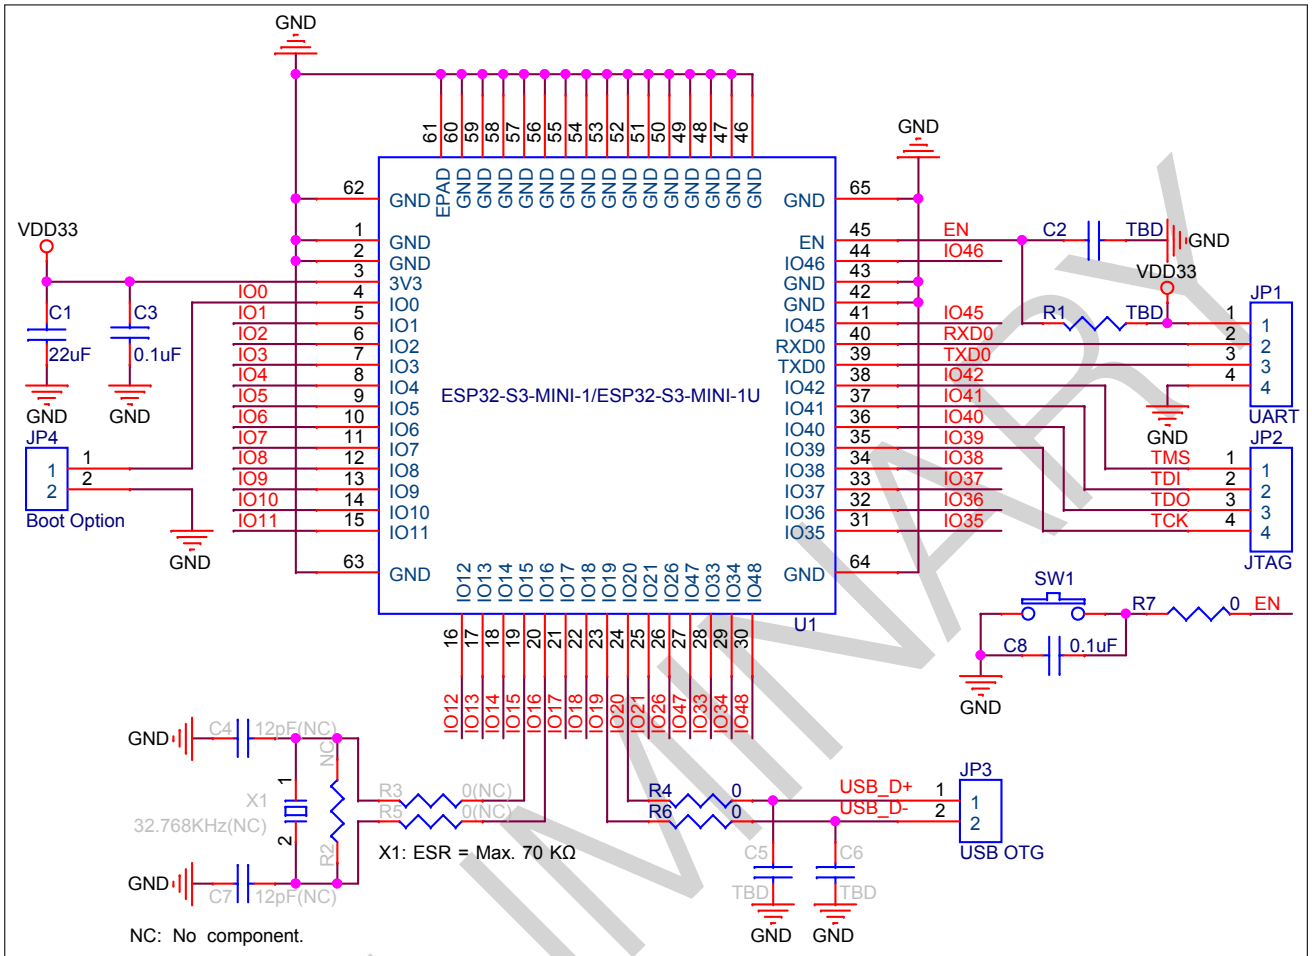 GND
61 60 59 58 57 56 55 54 53 52 51 50 49 48 47 46
EPAD GND GND GND GND GND GND GND GND GND GND GND GND GND GND GND
GND
62 GND
GND 65
VDD33
1 GND
2 GND
3 3V3
IO0 4 IO0
IO1 5 IO1
IO2 6 IO2
IO3 7 IO3
IO4 8 IO4
IO5 9 IO5
IO6 10 IO6
IO7 11 IO7
IO8 12 IO8
IO9 13 IO9
IO10 14 IO10
IO11 15 IO11
63 GND
C1
22uF
GND
C3
0.1uF
GND
JP4
1 1
2 2
Boot Option
GND
ESP32-S3-MINI-1/ESP32-S3-MINI-1U
U1
EN 45 EN
IO46 44 IO46
GND 43
GND 42
IO45 41 IO45
RXD0 40 RXD0
TXD0 39 TXD0
IO42 38 IO42
IO41 37 IO41
IO40 36 IO40
IO39 35 IO39
IO38 34 IO38
IO37 33 IO37
IO36 32 IO36
IO35 31 IO35
GND 64
C2 TBD
GND
VDD33
R1 TBD
JP1
1 1
2 2
3 3
4 4
UART
GND
JP2
TMS 1 1
TDI 2 2
TDO 3 3
TCK 4 4
JTAG
SW1
R7 0 EN
C8 0.1uF
GND
IO12 IO13 IO14 IO15 IO16 IO17 IO18 IO19 IO20 IO21 IO26 IO47 IO33 IO34 IO48
16 17 18 19 20 21 22 23 24 25 26 27 28 29 30
IO12 IO13 IO14 IO15 IO16 IO17 IO18 IO19 IO20 IO21 IO26 IO47 IO33 IO34 IO48
GND C4 12pF(NC)
NC
1
X1
32.768KHz(NC)
2
R2
R3 0(NC)
R5 0(NC)
X1: ESR = Max. 70 KΩ
GND C7 12pF(NC)
NC: No component.
R4 0 USB_D+ 1 1
R6 0 USB_D- 2 2
JP3
USB OTG
C5
TBD
GND
C6
TBD
GND
IMINARY